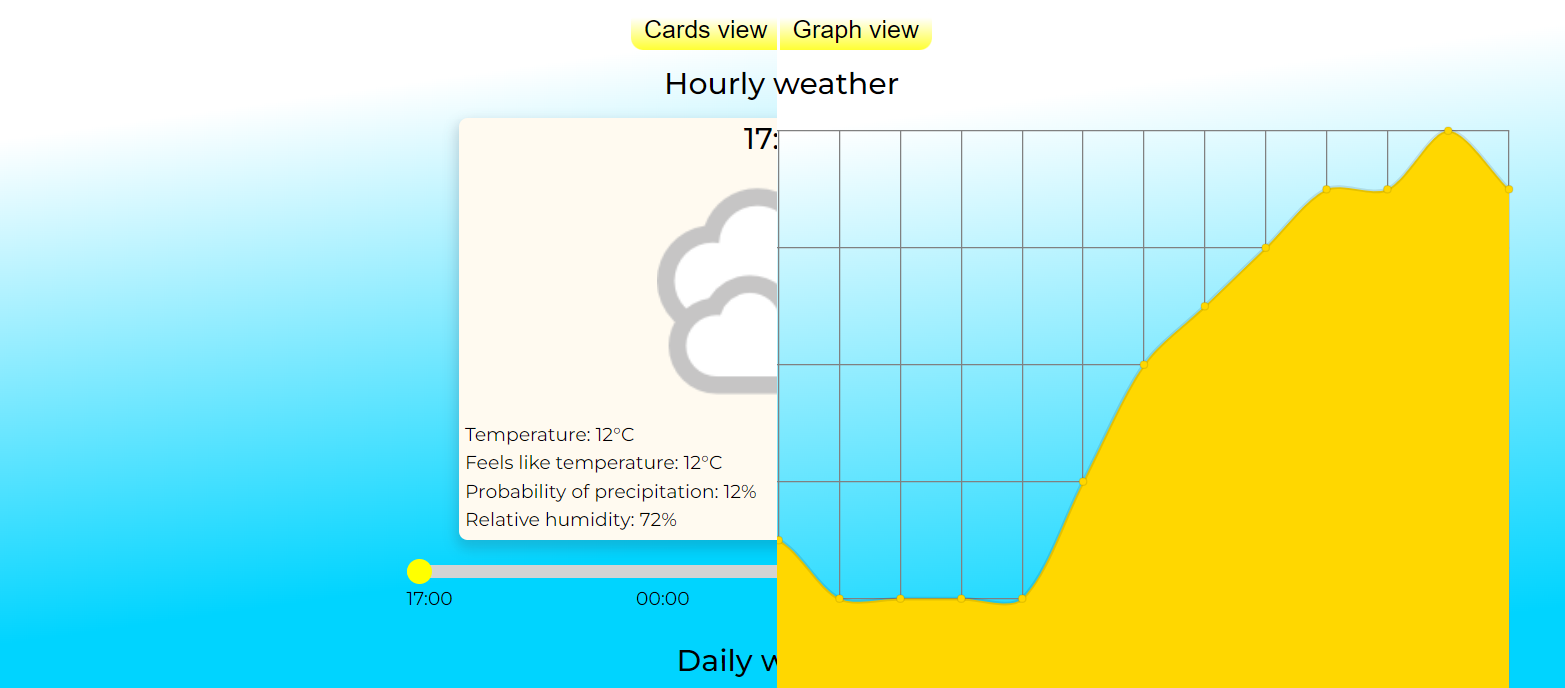 Cards view Graph view
Hourly weather
17:
Temperature: 12°C
Feels like temperature: 12°C
Probability of precipitation: 12%
Relative humidity: 72%
17:00 00:00
Daily w